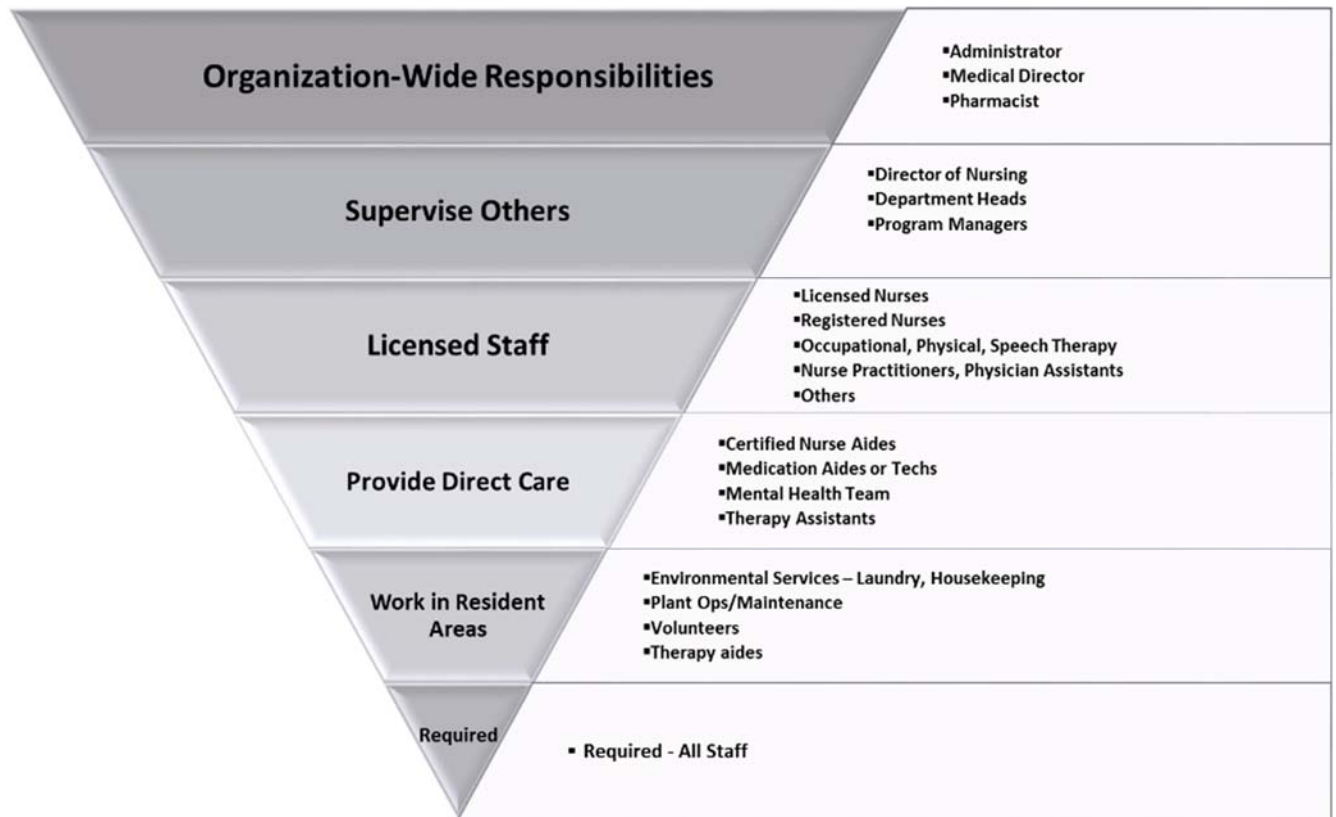 Organization-Wide Responsibilities
▪Administrator
▪Medical Director
▪Pharmacist
Supervise Others
▪Director of Nursing
▪Department Heads
▪Program Managers
Licensed Staff
▪Licensed Nurses
▪Registered Nurses
▪Occupational, Physical, Speech Therapy
▪Nurse Practitioners, Physician Assistants
▪Others
Provide Direct Care
▪Certified Nurse Aides
▪Medication Aides or Techs
▪Mental Health Team
▪Therapy Assistants
Work in Resident
Areas
▪Environmental Services – Laundry, Housekeeping
▪Plant Ops/Maintenance
▪Volunteers
▪Therapy aides
Required
▪ Required - All Staff